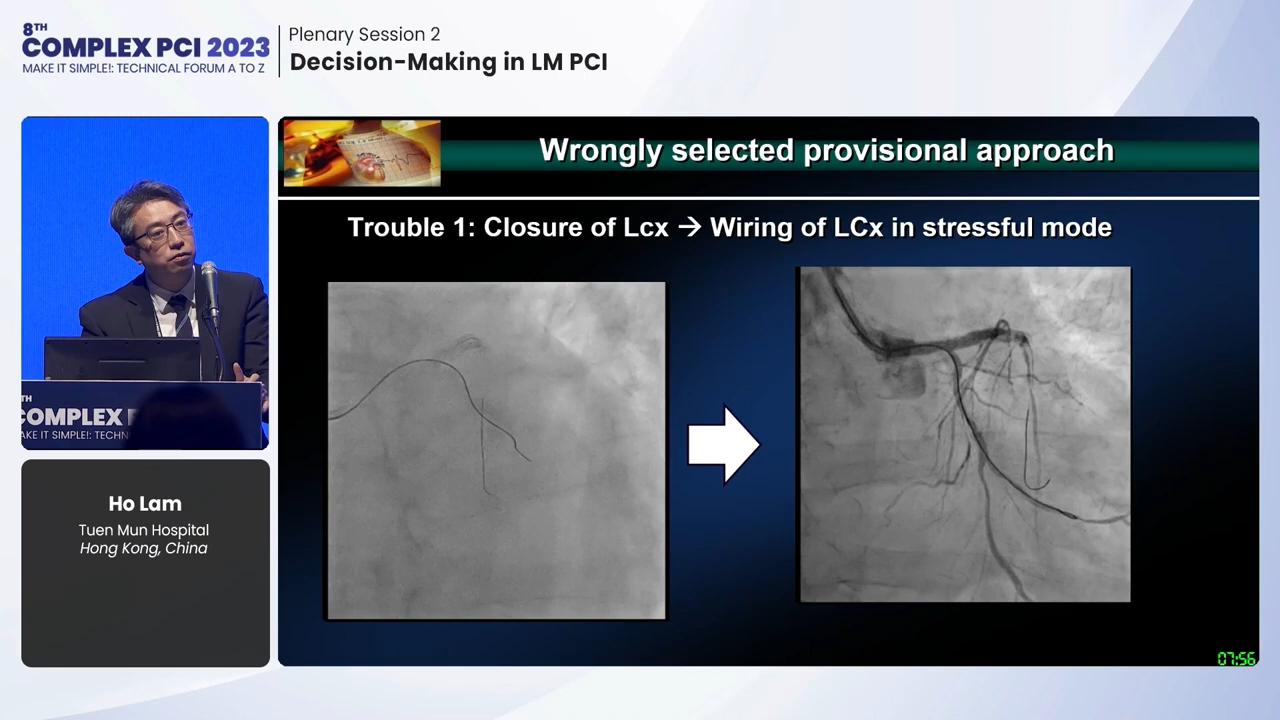 8TH
COMPLEX PCI 2023
MAKE IT SIMPLE!: TECHNICAL FORUM A TO Z
Plenary Session 2
Decision-Making in LM PCI
Wrongly selected provisional approach
Trouble 1: Closure of Lcx → Wiring of LCx in stressful mode
TH
COMPLEX P
AKE IT SIMPLE!: TECHN
Ho Lam
Tuen Mun Hospital
Hong Kong, China
07:56